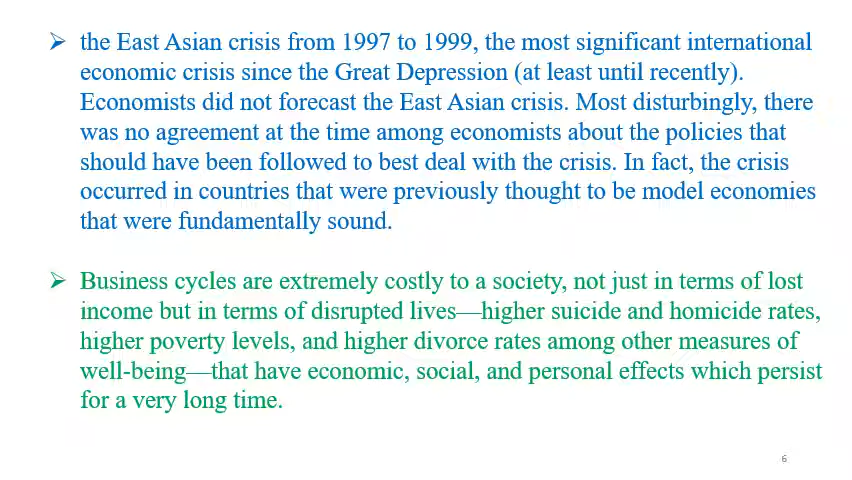 ➢ the East Asian crisis from 1997 to 1999, the most significant international
economic crisis since the Great Depression (at least until recently).
Economists did not forecast the East Asian crisis. Most disturbingly, there
was no agreement at the time among economists about the policies that
should have been followed to best deal with the crisis. In fact, the crisis
occurred in countries that were previously thought to be model economies
that were fundamentally sound.
➢ Business cycles are extremely costly to a society, not just in terms of lost
income but in terms of disrupted lives—higher suicide and homicide rates,
higher poverty levels, and higher divorce rates among other measures of
well-being—that have economic, social, and personal effects which persist
for a very long time.
6